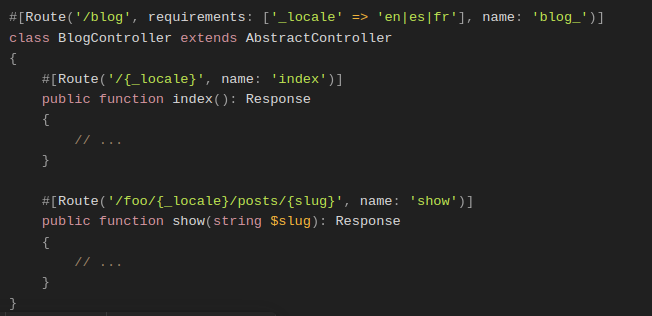 #[Route('/blog', requirements: ['_locale' => 'en|es|fr'], name: 'blog_')]
class BlogController extends AbstractController
{
    #[Route('/{_locale}', name: 'index')]
    public function index(): Response
    {
        // ...
    }

    #[Route('/foo/{_locale}/posts/{slug}', name: 'show')]
    public function show(string $slug): Response
    {
        // ...
    }
}